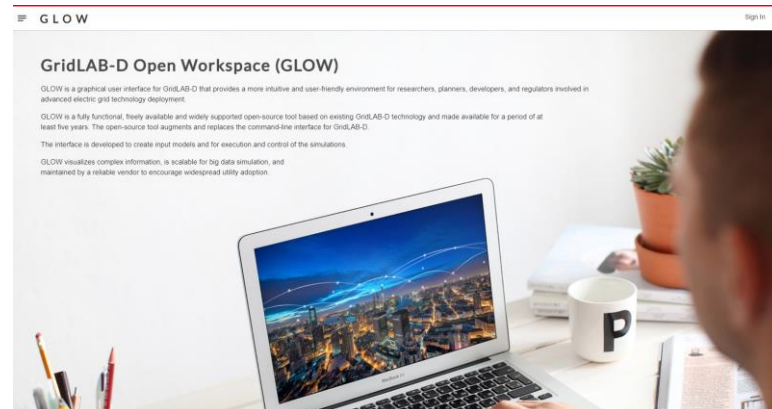 GLOW
Sign In
GridLAB-D Open Workspace (GLOW)
GLOW is a graphical user interface for GridLAB-D that provides a more intuitive and user-friendly environment for researchers, planners, developers, and regulators involved in
advanced electric grid technology deployment.
GLOW is a fully functional, freely available and widely supported open-source tool based on existing GridLAB-D technology and made available for a period of at
least five years. The open-source tool augments and replaces the command-line interface for GridLAB-D.
The interface is developed to create input models and for execution and control of the simulations.
GLOW visualizes complex information, is scalable for big data simulation, and
maintained by a reliable vendor to encourage widespread utility adoption.
P
MacBook Air